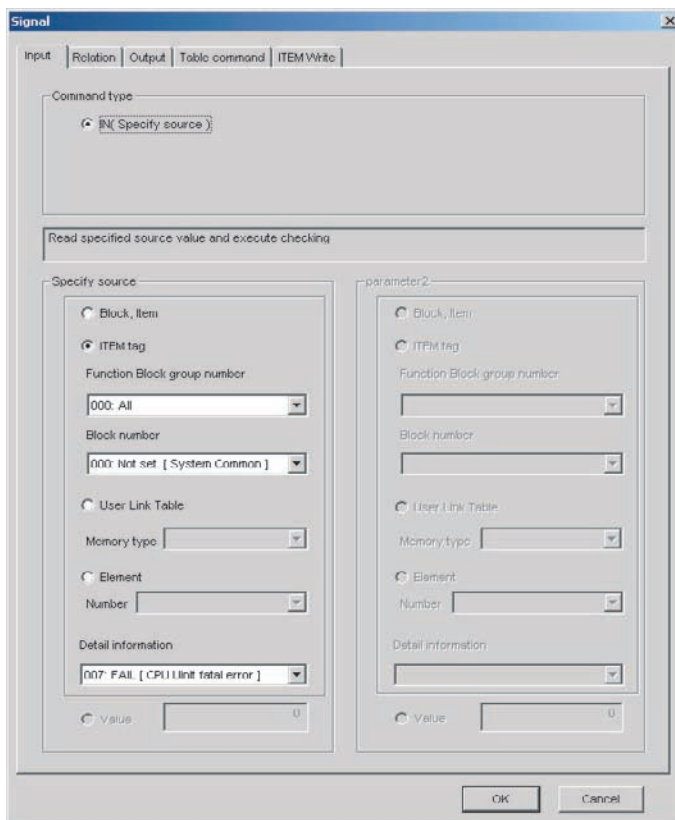 Signal
Input Relation Output Table command ITEM Write
Command type
IN( Specify source )
Read specified source value and execute checking
Specify source
Block, Item
ITEM tag
Function Block group number
000: All
Block number
000: Not set [ System Common ]
User Link Table
Memory type
Element
Number
Detail information
007: FAIL [ CPU Unit fatal error ]
Value 0
parameter2
Block, Item
ITEM tag
Function Block group number
Block number
User Link Table
Memory type
Element
Number
Detail information
Value 0
OK Cancel